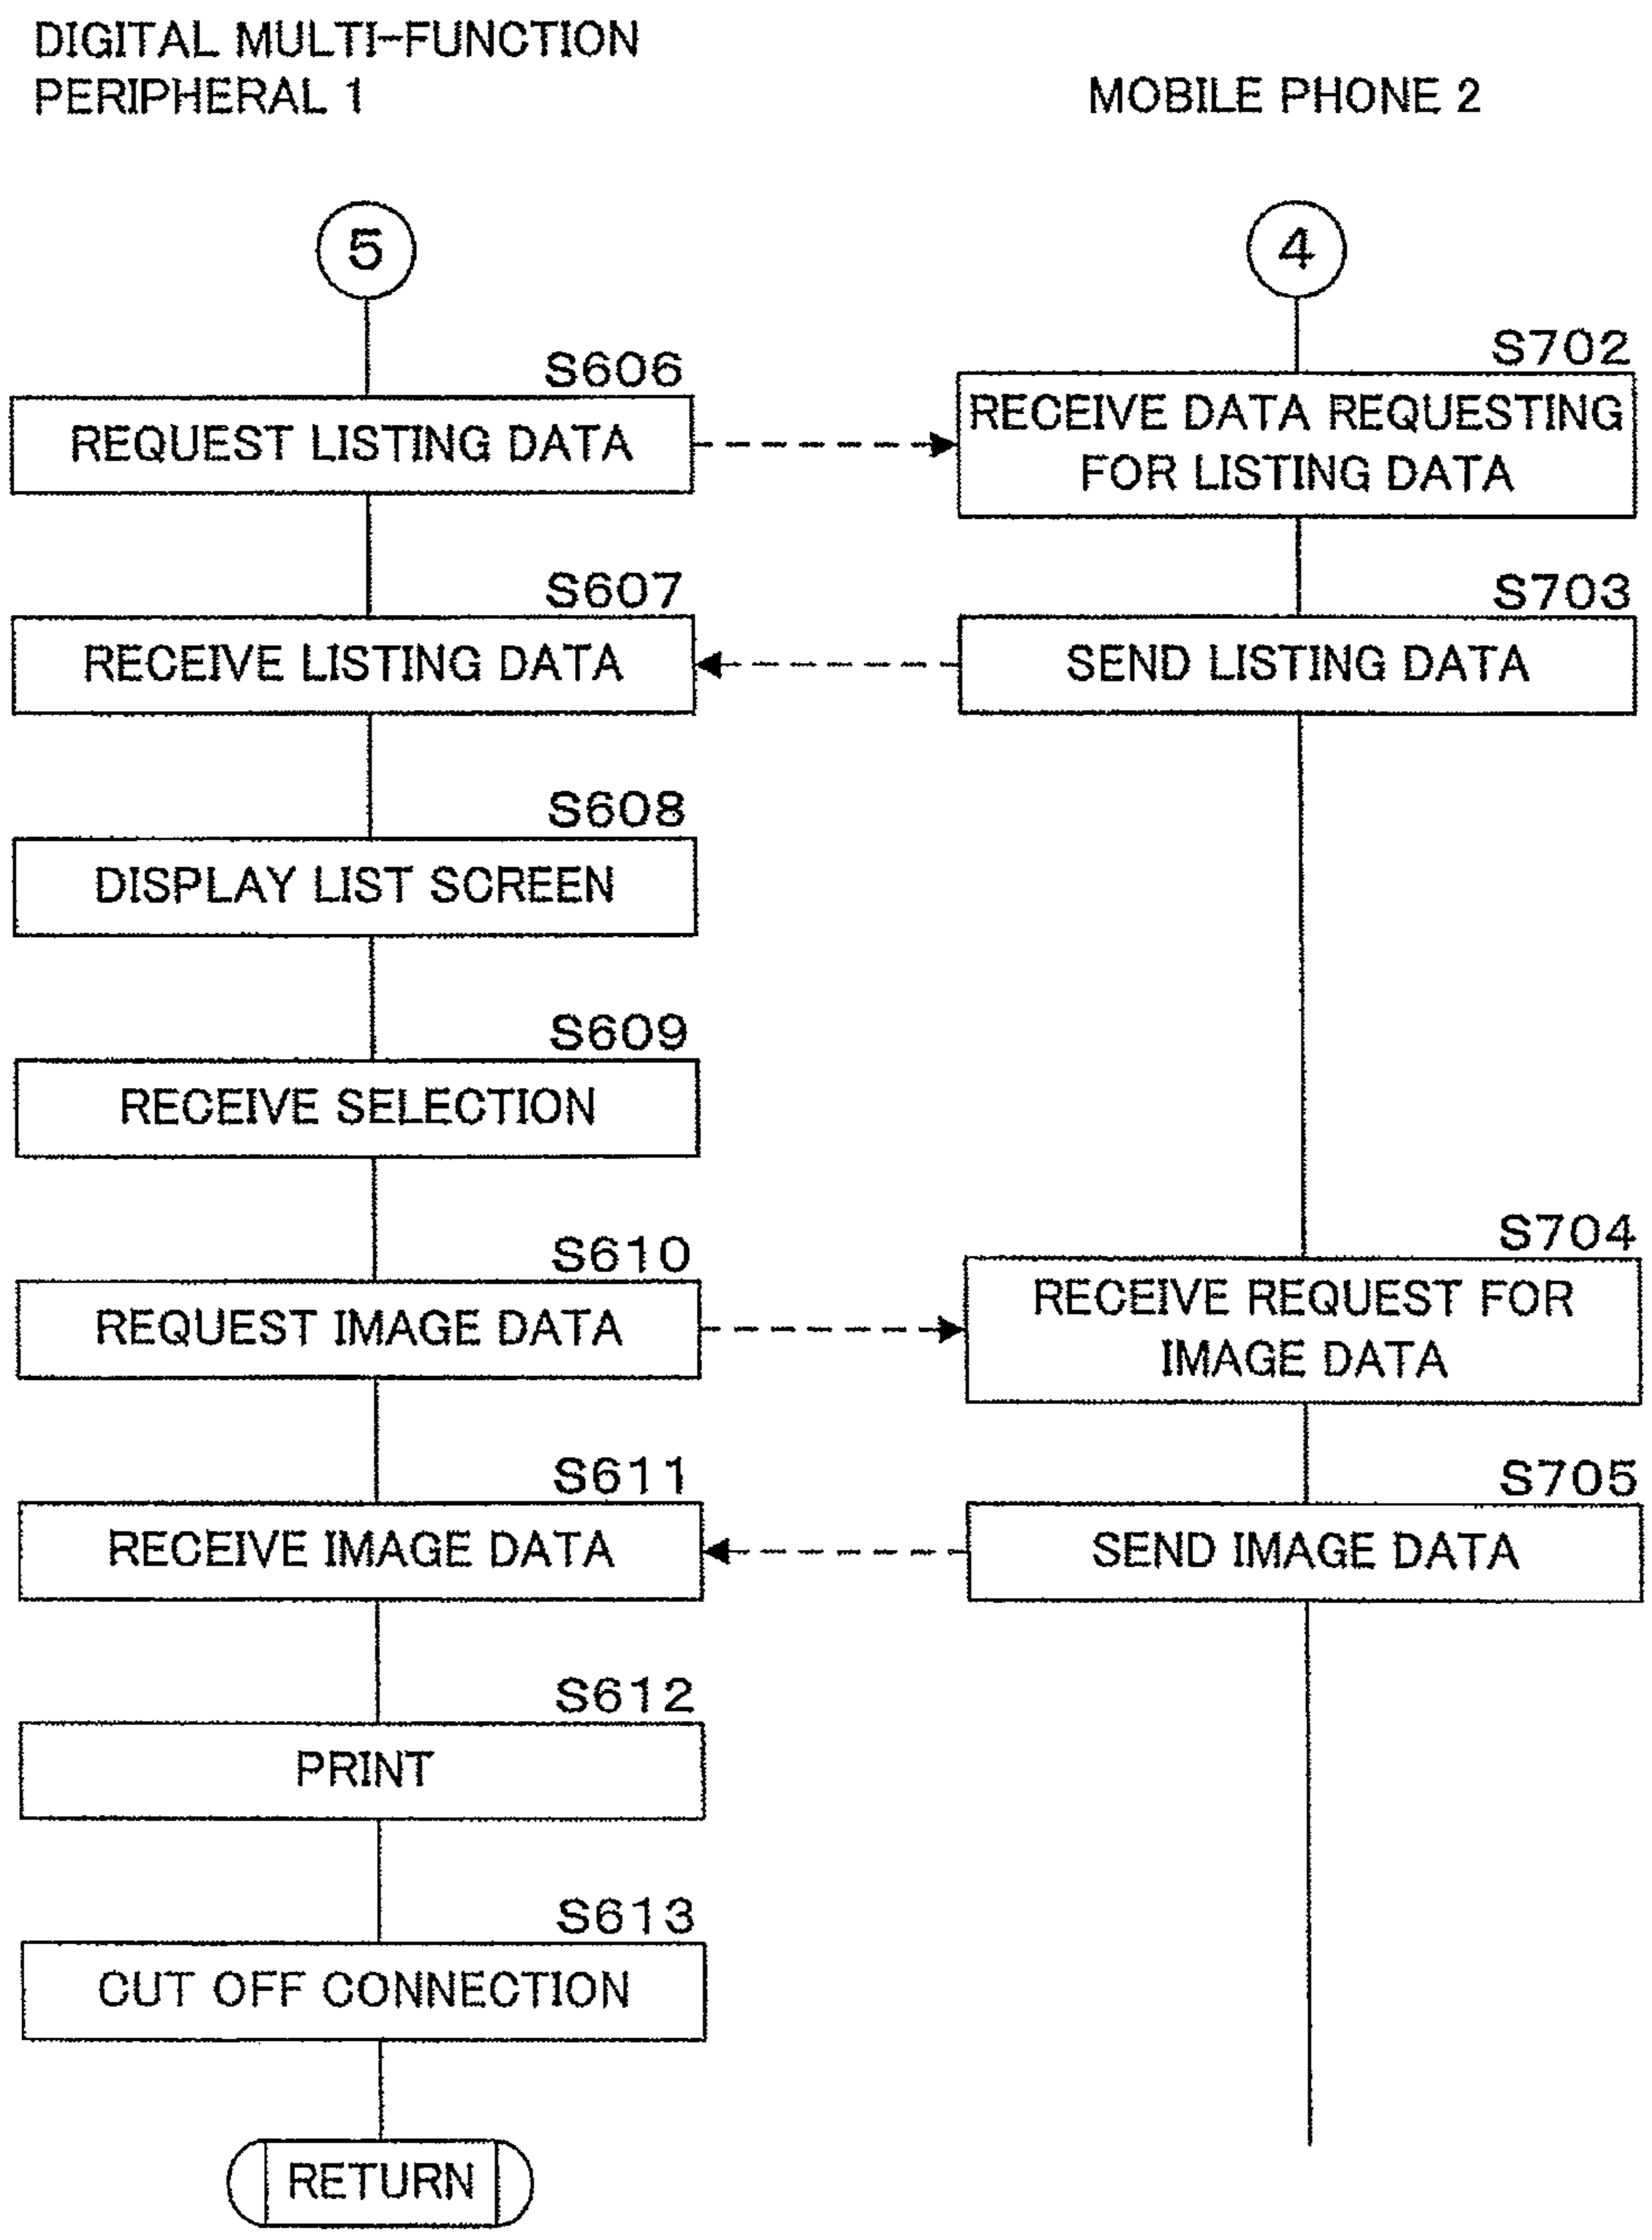 DIGITAL MULTI-FUNCTION
PERIPHERAL 1
MOBILE PHONE 2
5
4
S606
REQUEST LISTING DATA
S702
RECEIVE DATA REQUESTING
FOR LISTING DATA
S607
RECEIVE LISTING DATA
S703
SEND LISTING DATA
S608
DISPLAY LIST SCREEN
S609
RECEIVE SELECTION
S610
REQUEST IMAGE DATA
S704
RECEIVE REQUEST FOR
IMAGE DATA
S611
RECEIVE IMAGE DATA
S705
SEND IMAGE DATA
S612
PRINT
S613
CUT OFF CONNECTION
RETURN